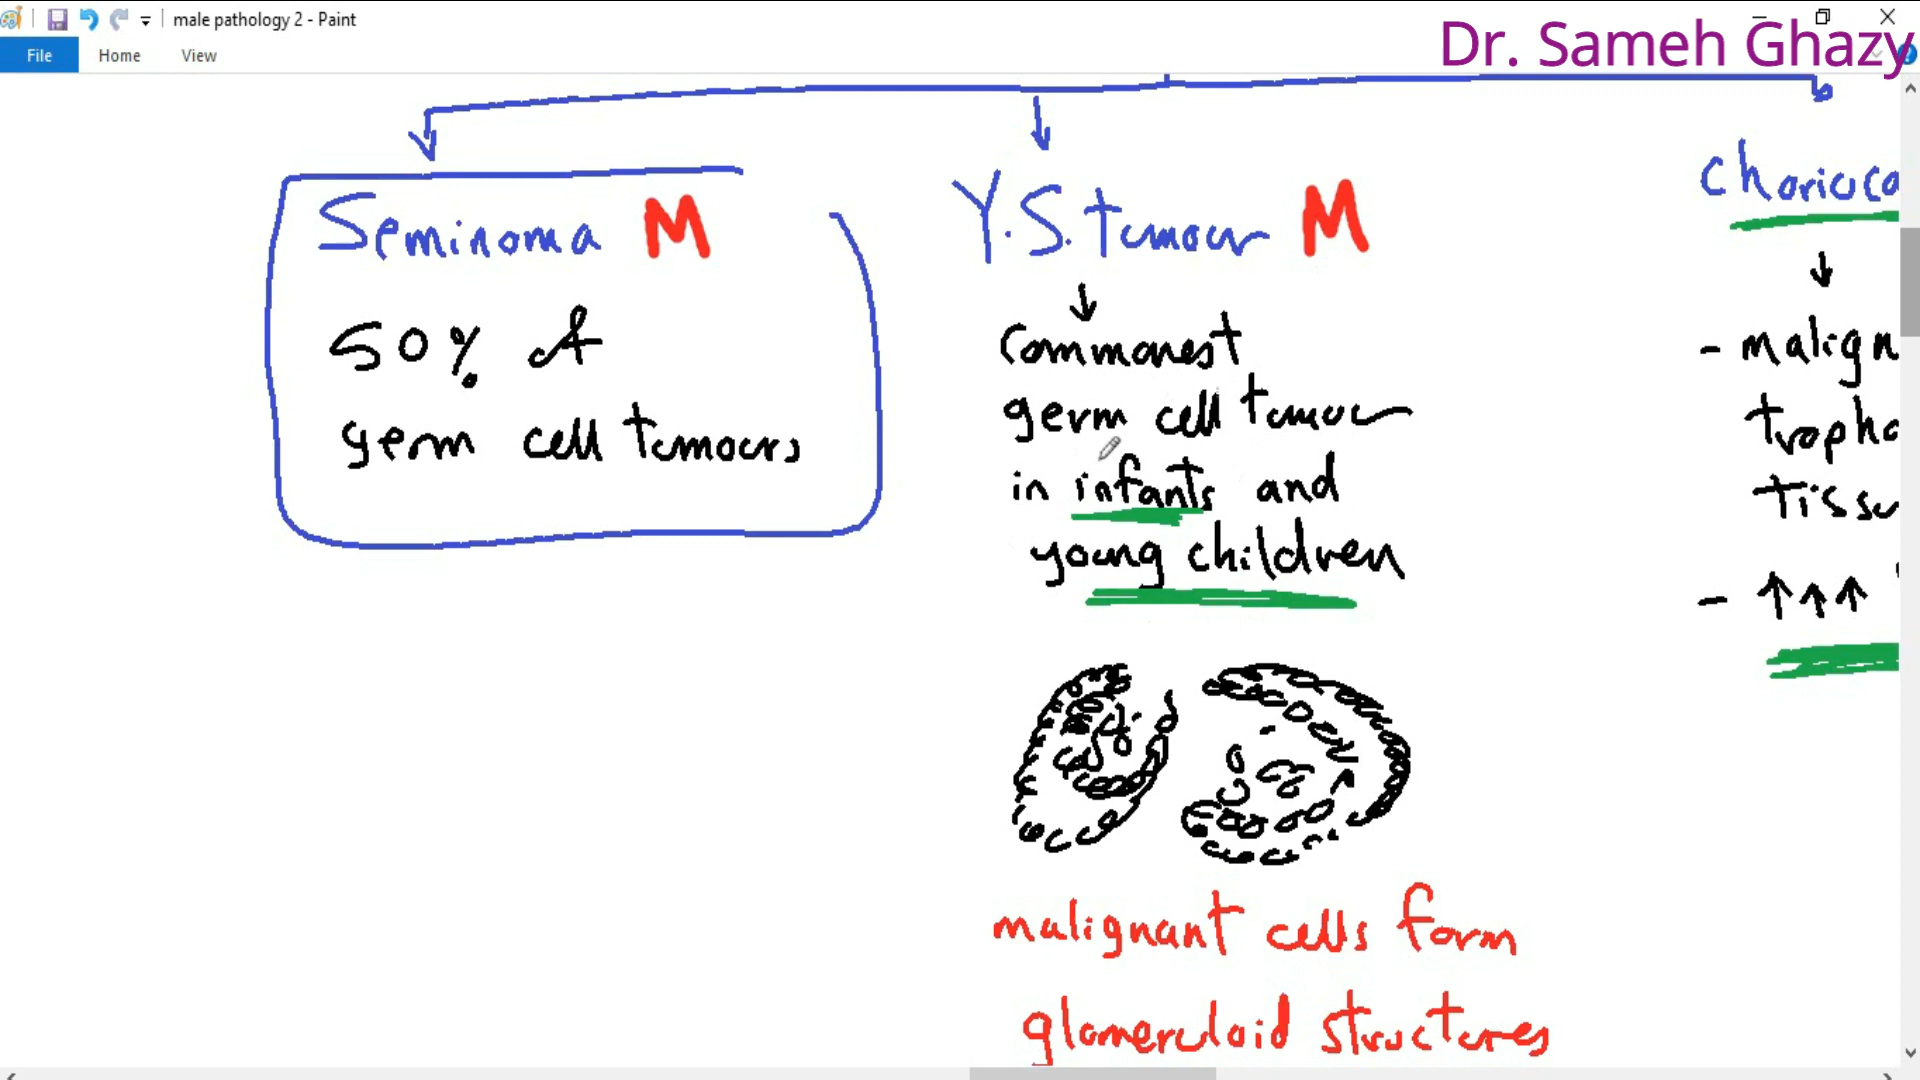 male pathology 2 - Paint
Dr. Sameh Ghazy
File Home View
Seminoma M
50% of
germ cell tumours
Y.S. tumour M
Commonest
germ cell tumour
in infants and
young children
malignant cells form
glomeruloid structures
Chorioca
- malign
tropho
tissu
- ↑↑↑